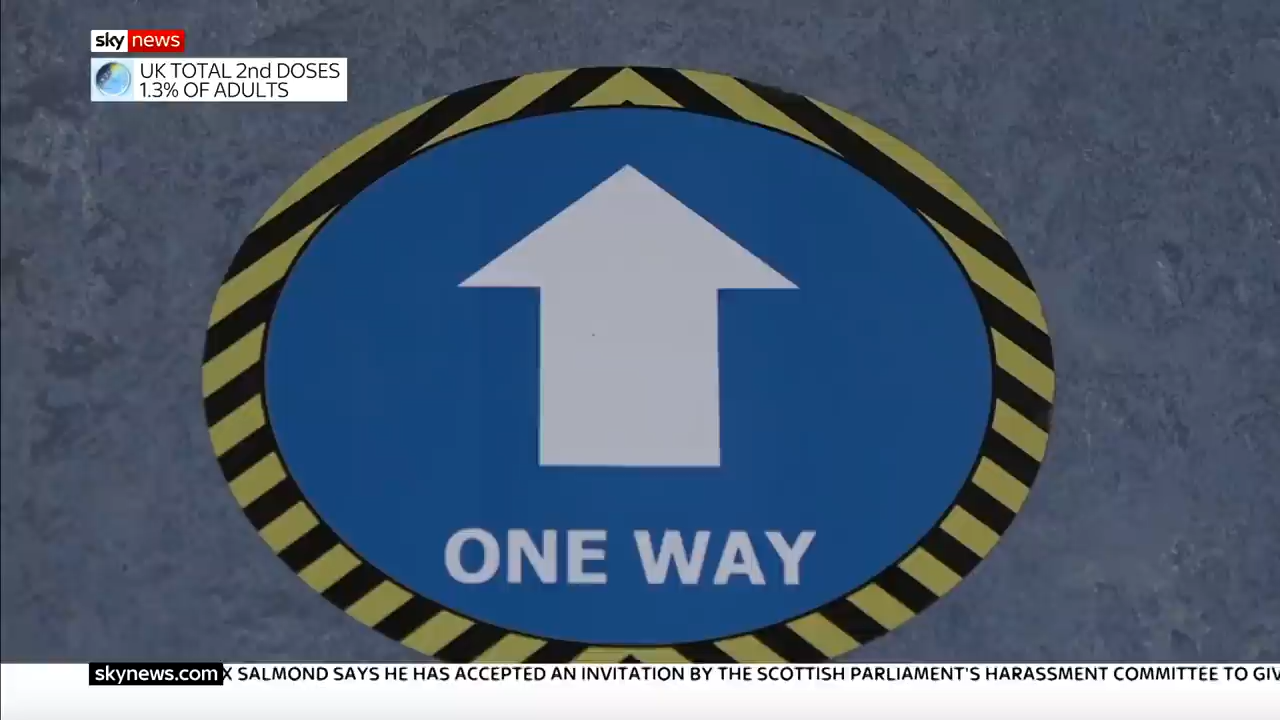 sky news
UK TOTAL 2nd DOSES
1.3% OF ADULTS
ONE WAY
skynews.com
X SALMOND SAYS HE HAS ACCEPTED AN INVITATION BY THE SCOTTISH PARLIAMENT'S HARASSMENT COMMITTEE TO GIV